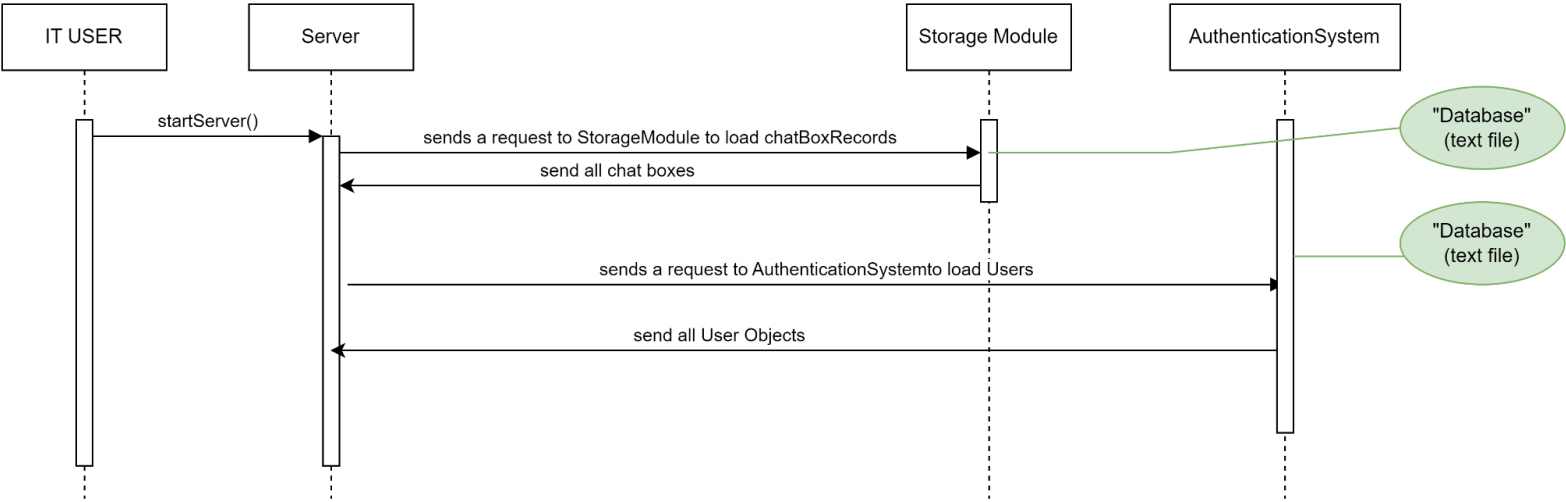 IT USER
Server
Storage Module
AuthenticationSystem
startServer()
sends a request to StorageModule to load chatBoxRecords
send all chat boxes
"Database"
(text file)
"Database"
(text file)
sends a request to AuthenticationSystemto load Users
send all User Objects